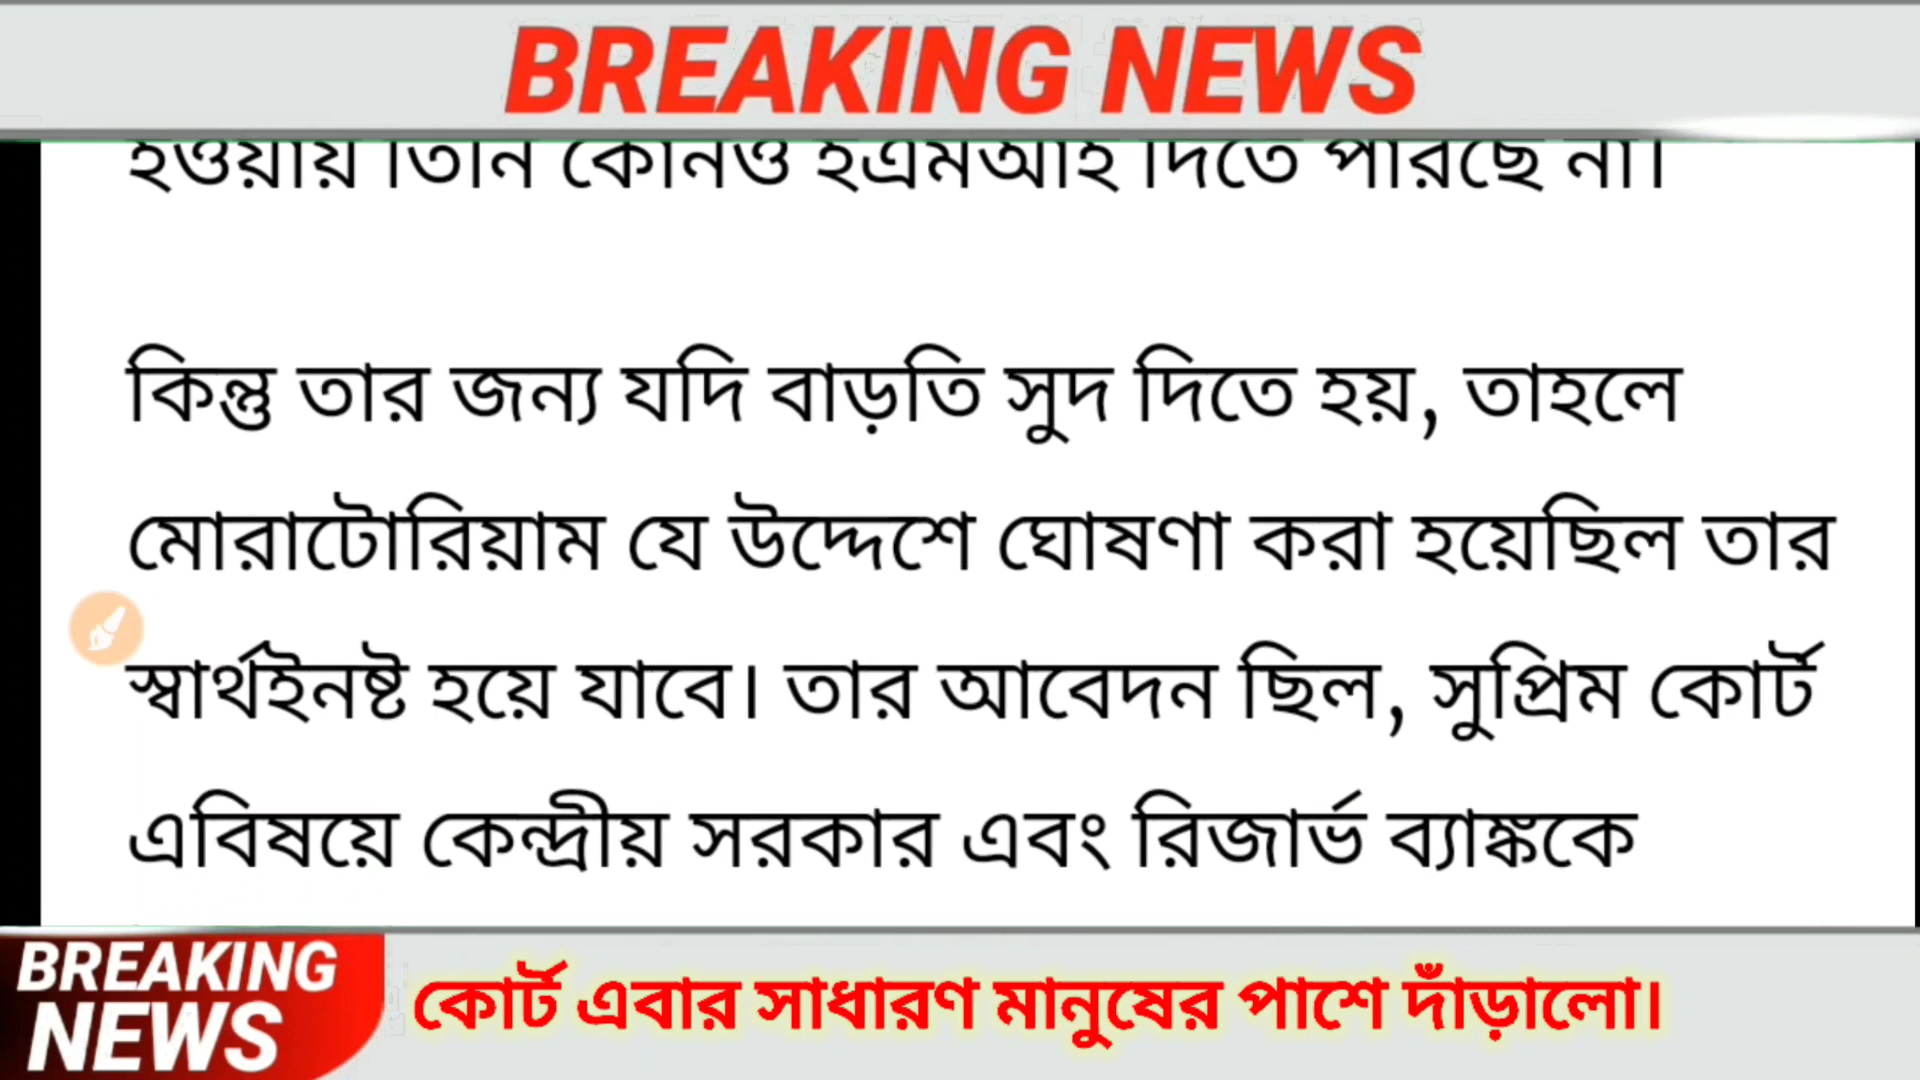 BREAKING NEWS
হওয়ায় তিনি কোনও ইএমআই দিতে পারছে না।
কিন্তু তার জন্য যদি বাড়তি সুদ দিতে হয়, তাহলে
মোরাটোরিয়াম যে উদ্দেশে ঘোষণা করা হয়েছিল তার
স্বার্থইনষ্ট হয়ে যাবে। তার আবেদন ছিল, সুপ্রিম কোর্ট
এবিষয়ে কেন্দ্রীয় সরকার এবং রিজার্ভ ব্যাঙ্ককে
BREAKING
NEWS
কোর্ট এবার সাধারণ মানুষের পাশে দাঁড়ালো।